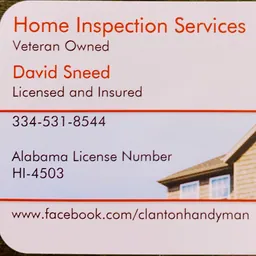 Home Inspection Services
Veteran Owned
David Sneed
Licensed and Insured
334-531-8544
Alabama License Number
HI-4503
www.facebook.com/clantonhandyman